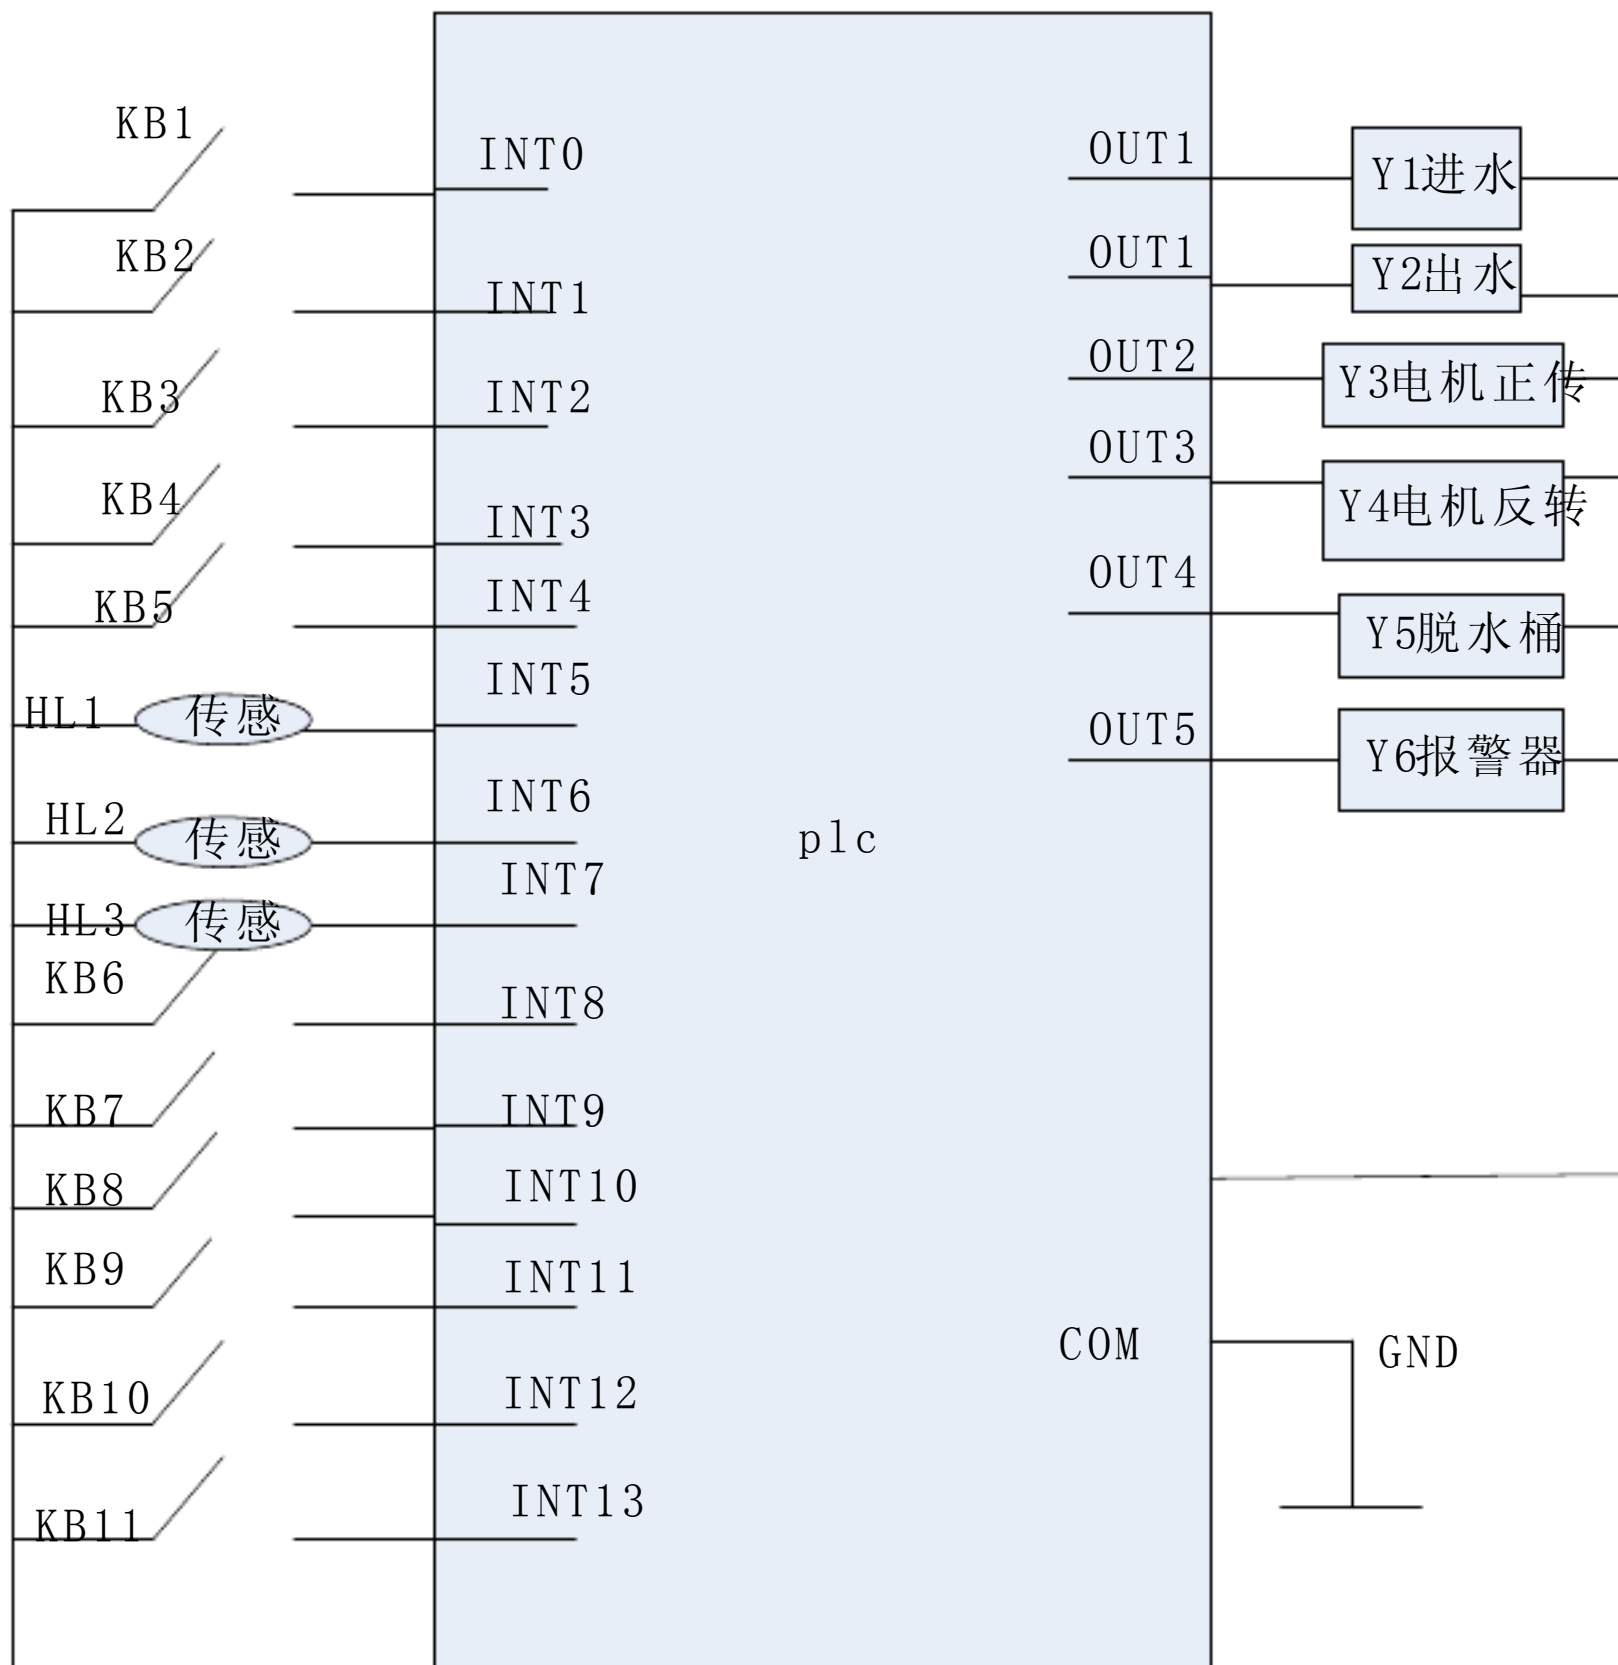 KB1
INT0
OUT1
Y1进水
KB2
INT1
OUT1
Y2出水
KB3
INT2
OUT2
Y3电机正传
KB4
INT3
OUT3
Y4电机反转
KB5
INT4
OUT4
Y5脱水桶
HL1
传感
INT5
OUT5
Y6报警器
HL2
传感
INT6
plc
HL3
传感
INT7
KB6
INT8
KB7
INT9
KB8
INT10
KB9
INT11
COM
GND
KB10
INT12
KB11
INT13